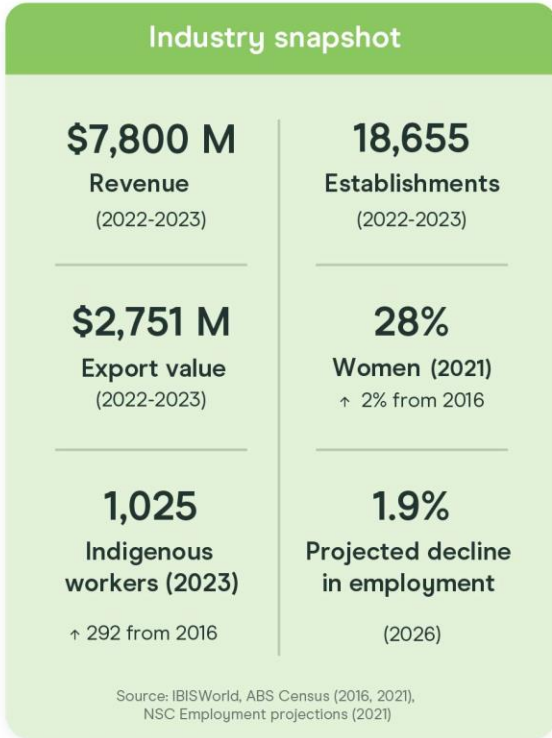 Industry snapshot
$7,800 M
Revenue
(2022-2023)
18,655
Establishments
(2022-2023)
$2,751 M
Export value
(2022-2023)
28%
Women (2021)
↑ 2% from 2016
1,025
Indigenous
workers (2023)
↑ 292 from 2016
1.9%
Projected decline
in employment
(2026)
Source: IBISWorld, ABS Census (2016, 2021),
NSC Employment projections (2021)